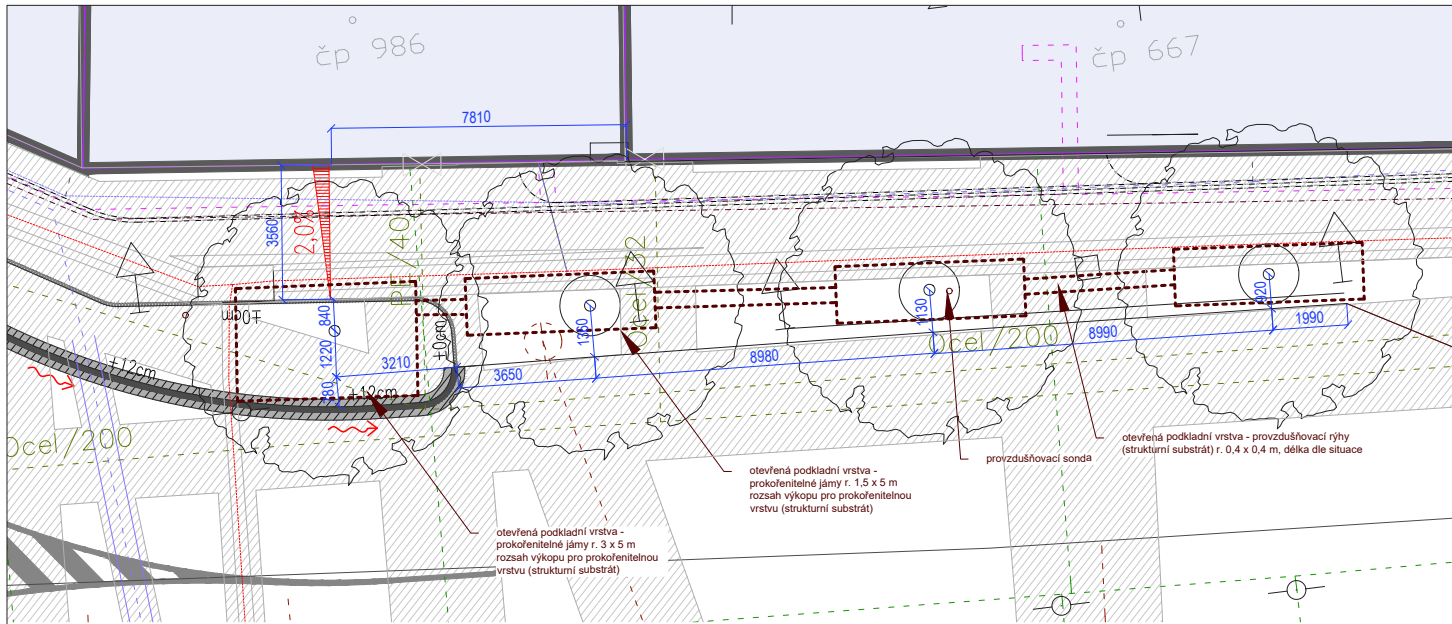 čp 986
čp 667
7810
3560
2,0%
840
1220
380
3210
3650
1350
8980
1130
8990
920
1990
±0cm
±0cm
+12cm
+12cm
Ocel/200
Ocel/200
otevřená podkladní vrstva - provzdušňovací rýhy
(strukturní substrát) r. 0,4 x 0,4 m, délka dle situace
provzdušňovací sonda
otevřená podkladní vrstva -
prokořenitelné jámy r. 1,5 x 5 m
rozsah výkopu pro prokořenitelnou
vrstvu (strukturní substrát)
otevřená podkladní vrstva -
prokořenitelné jámy r. 3 x 5 m
rozsah výkopu pro prokořenitelnou
vrstvu (strukturní substrát)